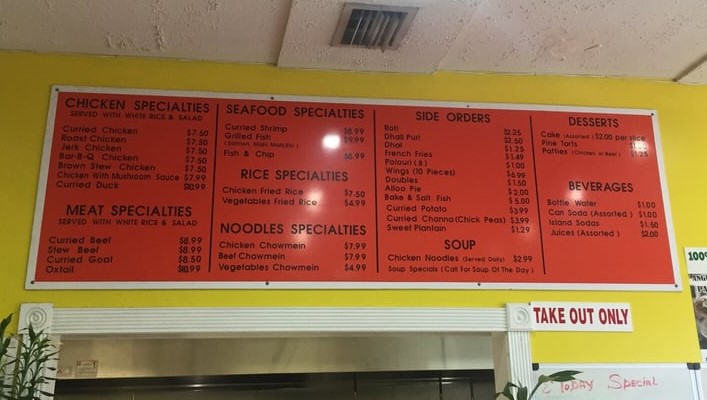 CHICKEN SPECIALTIES
SERVED WITH WHITE RICE & SALAD
Curried Chicken $7.50
Roast Chicken $7.50
Jerk Chicken $7.50
Bar-B-Q Chicken $7.50
Brown Stew Chicken $7.50
Chicken With Mushroom Sauce $7.99
Curried Duck $10.99
MEAT SPECIALTIES
SERVED WITH WHITE RICE & SALAD
Curried Beef $8.99
Stew Beef $8.99
Curried Goat $8.50
Oxtail $10.99
SEAFOOD SPECIALTIES
Curried Shrimp $8.99
Grilled Fish $9.99
(Salmon, Mahi Mahi, Etc.)
Fish & Chip $6.99
RICE SPECIALTIES
Chicken Fried Rice $7.50
Vegetables Fried Rice $4.99
NOODLES SPECIALTIES
Chicken Chowmein $7.99
Beef Chowmein $7.99
Vegetables Chowmein $4.99
SIDE ORDERS
Roti $2.25
Dhall Puri $2.50
Dhol $1.25
French Fries $1.49
Polouri (8) $1.00
Wings (10 Pieces) $6.99
Doubles $1.50
Alloo Pie $2.00
Bake & Salt Fish $5.00
Curried Potato $3.99
Curried Channa (Chick Peas) $3.99
Sweet Plantain $1.29
SOUP
Chicken Noodles (Served Daily) $2.99
Soup Specials (Call For Soup Of The Day)
DESSERTS
Cake (Assorted) $2.00 per slice
Pine Tarts
Patties (Chicken or Beef) $1.25
BEVERAGES
Bottle Water $1.00
Can Soda (Assorted) $1.00
Island Sodas $1.50
Juices (Assorted) $2.00
TAKE OUT ONLY
100%
Today Special